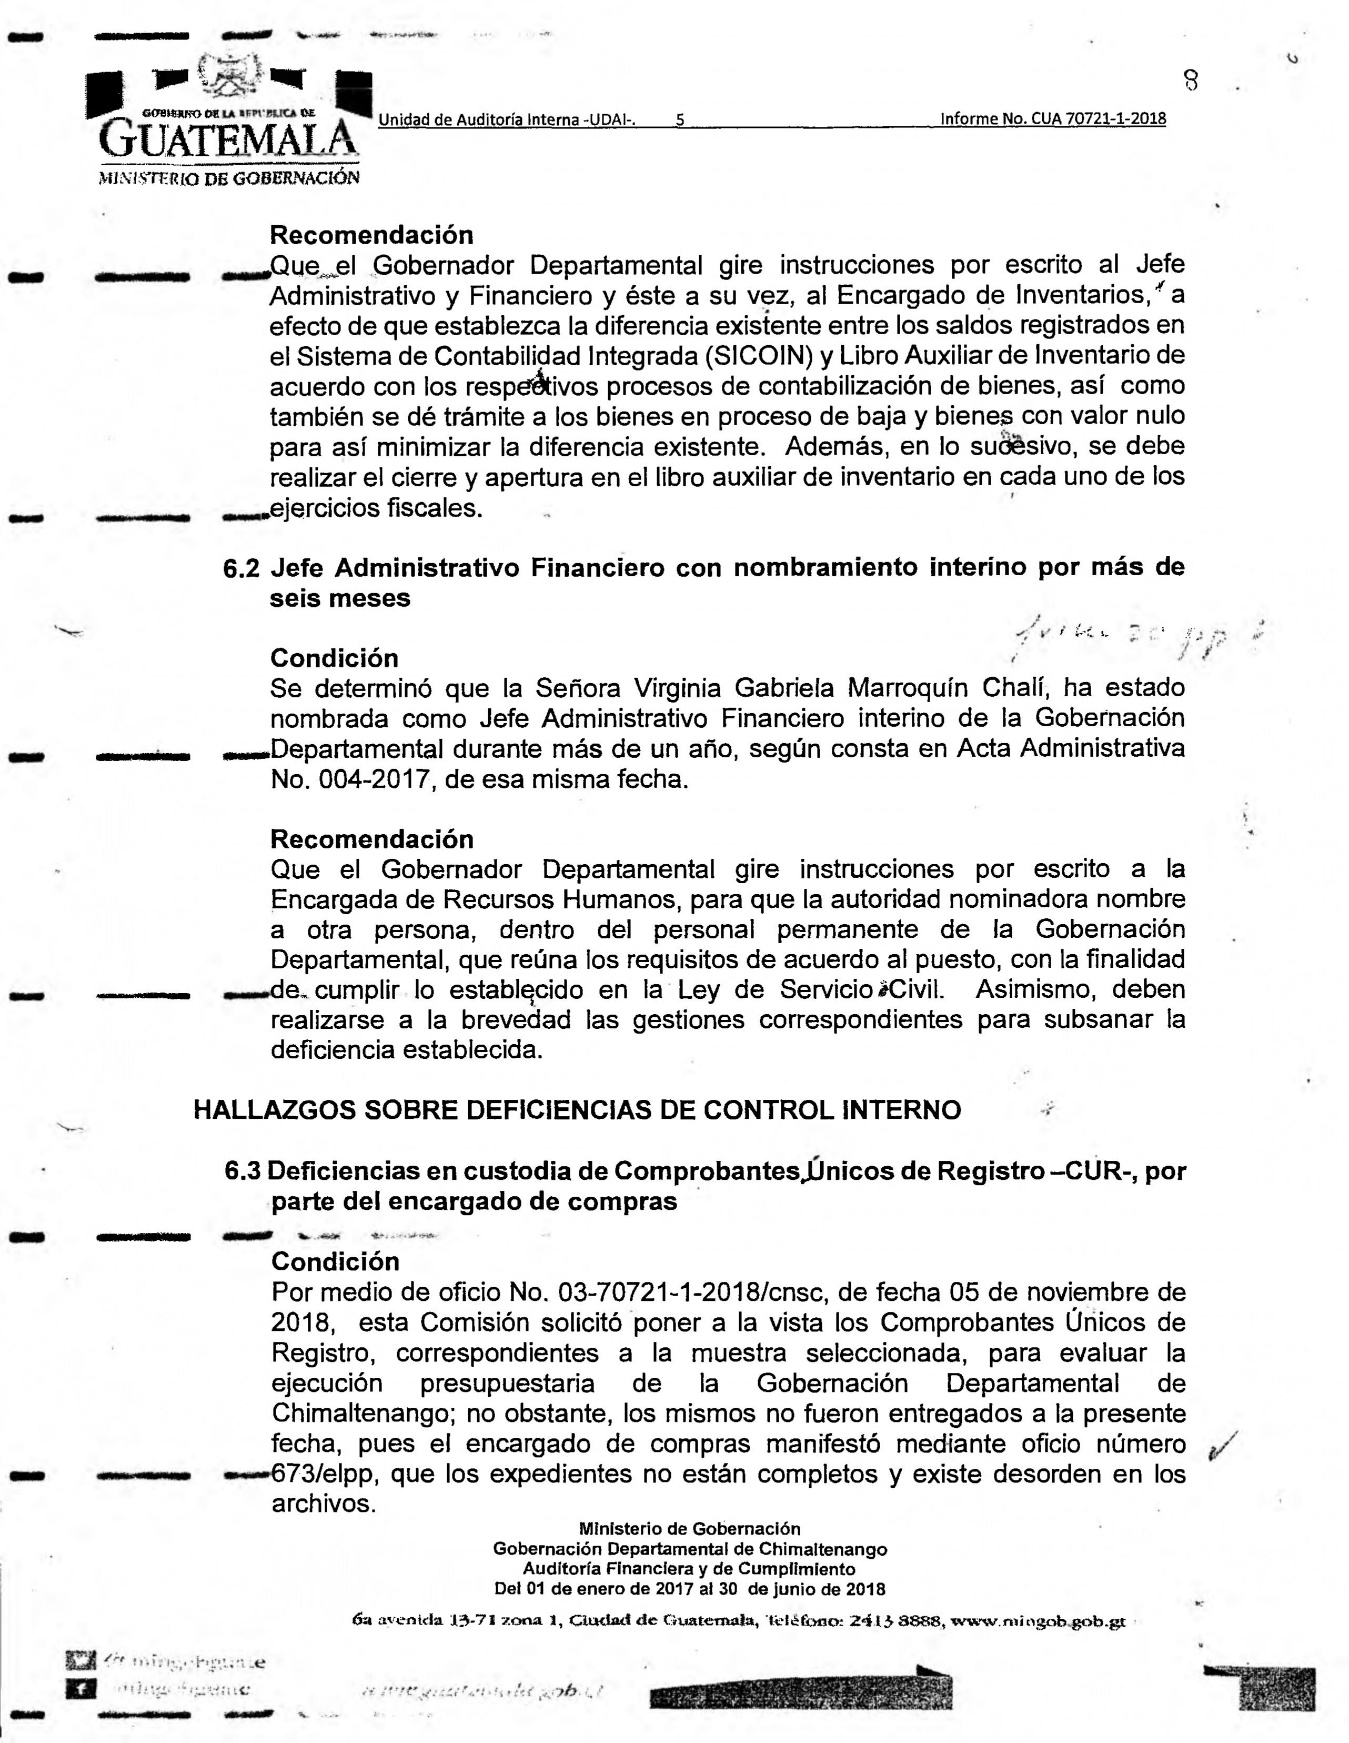 8
GOBIERNO DE LA REPÚBLICA DE
GUATEMALA
MINISTERIO DE GOBERNACIÓN
Unidad de Auditoría Interna -UDAI-. 5 Informe No. CUA 70721-1-2018
Recomendación
Que el Gobernador Departamental gire instrucciones por escrito al Jefe
Administrativo y Financiero y éste a su vez, al Encargado de Inventarios, a
efecto de que establezca la diferencia existente entre los saldos registrados en
el Sistema de Contabilidad Integrada (SICOIN) y Libro Auxiliar de Inventario de
acuerdo con los respectivos procesos de contabilización de bienes, así como
también se dé trámite a los bienes en proceso de baja y bienes con valor nulo
para así minimizar la diferencia existente. Además, en lo sucesivo, se debe
realizar el cierre y apertura en el libro auxiliar de inventario en cada uno de los
ejercicios fiscales.
6.2 Jefe Administrativo Financiero con nombramiento interino por más de
seis meses
Condición
Se determinó que la Señora Virginia Gabriela Marroquín Chalí, ha estado
nombrada como Jefe Administrativo Financiero interino de la Gobernación
Departamental durante más de un año, según consta en Acta Administrativa
No. 004-2017, de esa misma fecha.
Recomendación
Que el Gobernador Departamental gire instrucciones por escrito a la
Encargada de Recursos Humanos, para que la autoridad nominadora nombre
a otra persona, dentro del personal permanente de la Gobernación
Departamental, que reúna los requisitos de acuerdo al puesto, con la finalidad
de cumplir lo establecido en la Ley de Servicio Civil. Asimismo, deben
realizarse a la brevedad las gestiones correspondientes para subsanar la
deficiencia establecida.
HALLAZGOS SOBRE DEFICIENCIAS DE CONTROL INTERNO
6.3 Deficiencias en custodia de Comprobantes Únicos de Registro –CUR-, por
parte del encargado de compras
Condición
Por medio de oficio No. 03-70721-1-2018/cnsc, de fecha 05 de noviembre de
2018, esta Comisión solicitó poner a la vista los Comprobantes Únicos de
Registro, correspondientes a la muestra seleccionada, para evaluar la
ejecución presupuestaria de la Gobernación Departamental de
Chimaltenango; no obstante, los mismos no fueron entregados a la presente
fecha, pues el encargado de compras manifestó mediante oficio número
673/elpp, que los expedientes no están completos y existe desorden en los
archivos.
Ministerio de Gobernación
Gobernación Departamental de Chimaltenango
Auditoría Financiera y de Cumplimiento
Del 01 de enero de 2017 al 30 de junio de 2018
6a avenida 13-71 zona 1, Ciudad de Guatemala, Teléfono: 2413 8888, www.mingob.gob.gt